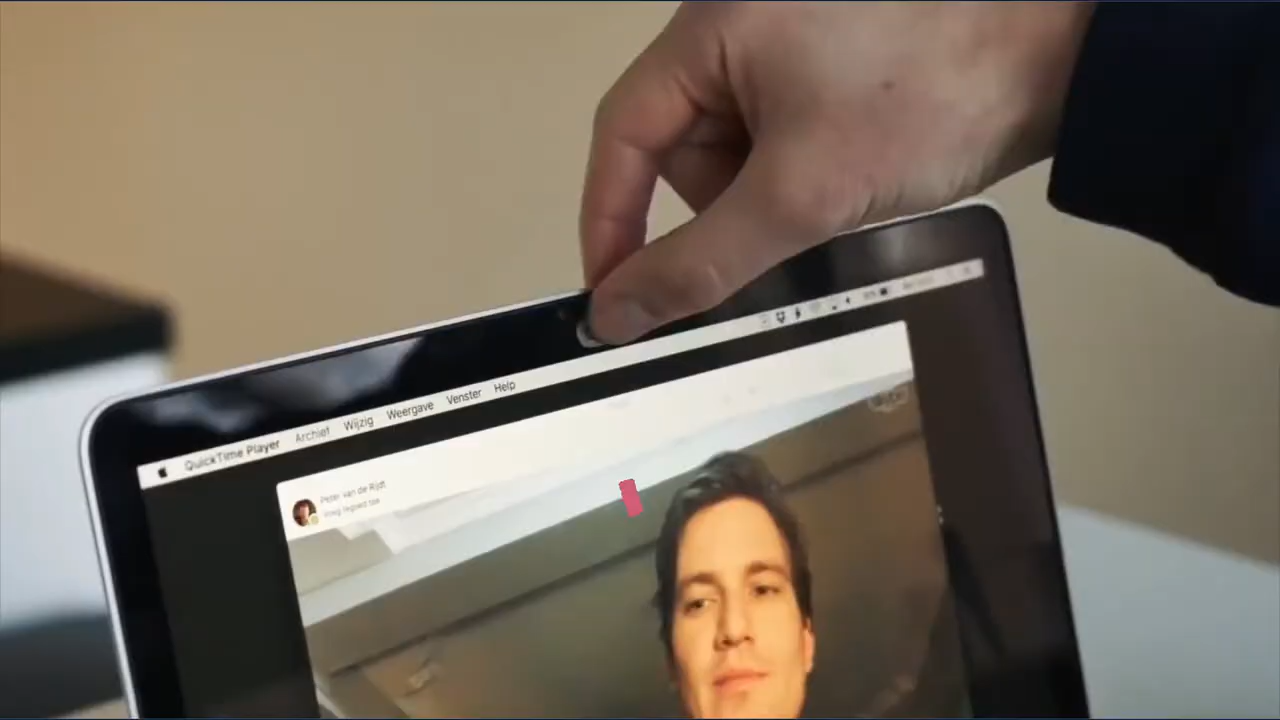 QuickTime Player Archief Wijzig Weergave Venster Help
Peter van de Rijdt